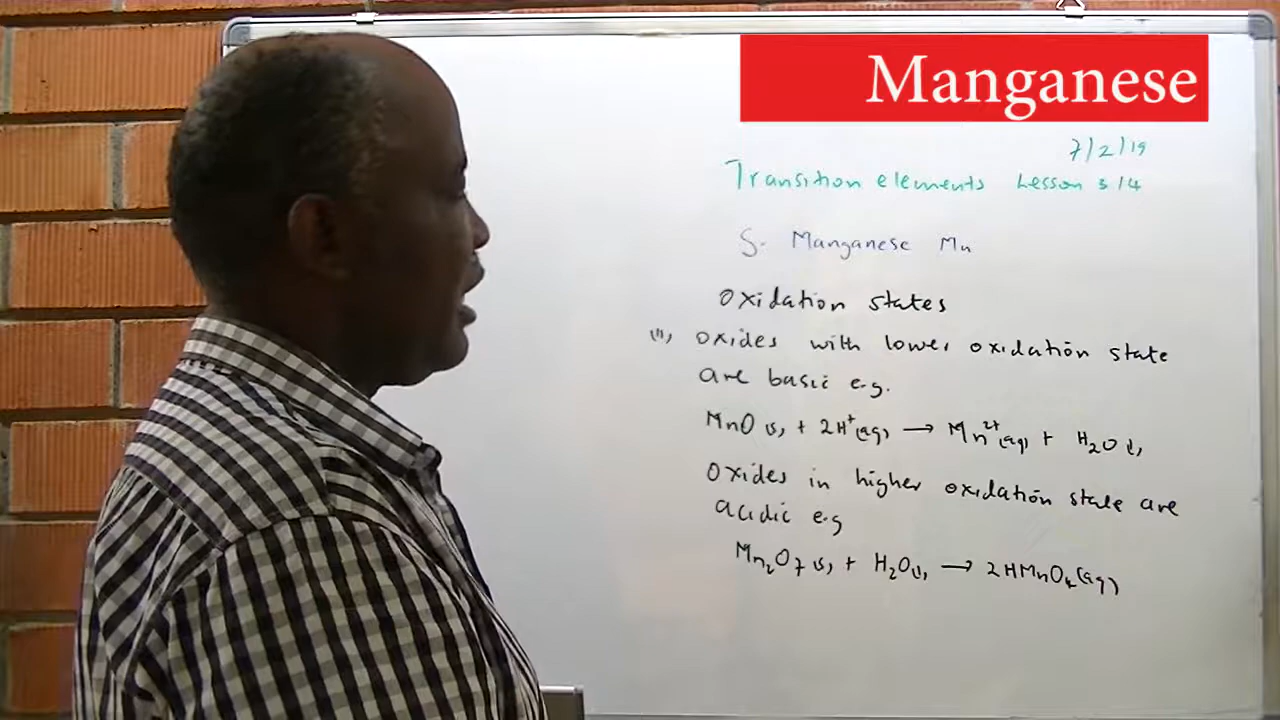 Manganese
7/2/19
Transition elements Lesson 3/4
5. Manganese Mn
Oxidation states
(ii) oxides with lower oxidation state
are basic e.g.
MnO(s) + 2H⁺(aq) → Mn²⁺(aq) + H₂O(l)
Oxides in higher oxidation state are
acidic e.g
Mn₂O₇(s) + H₂O(l) → 2HMnO₄(aq)